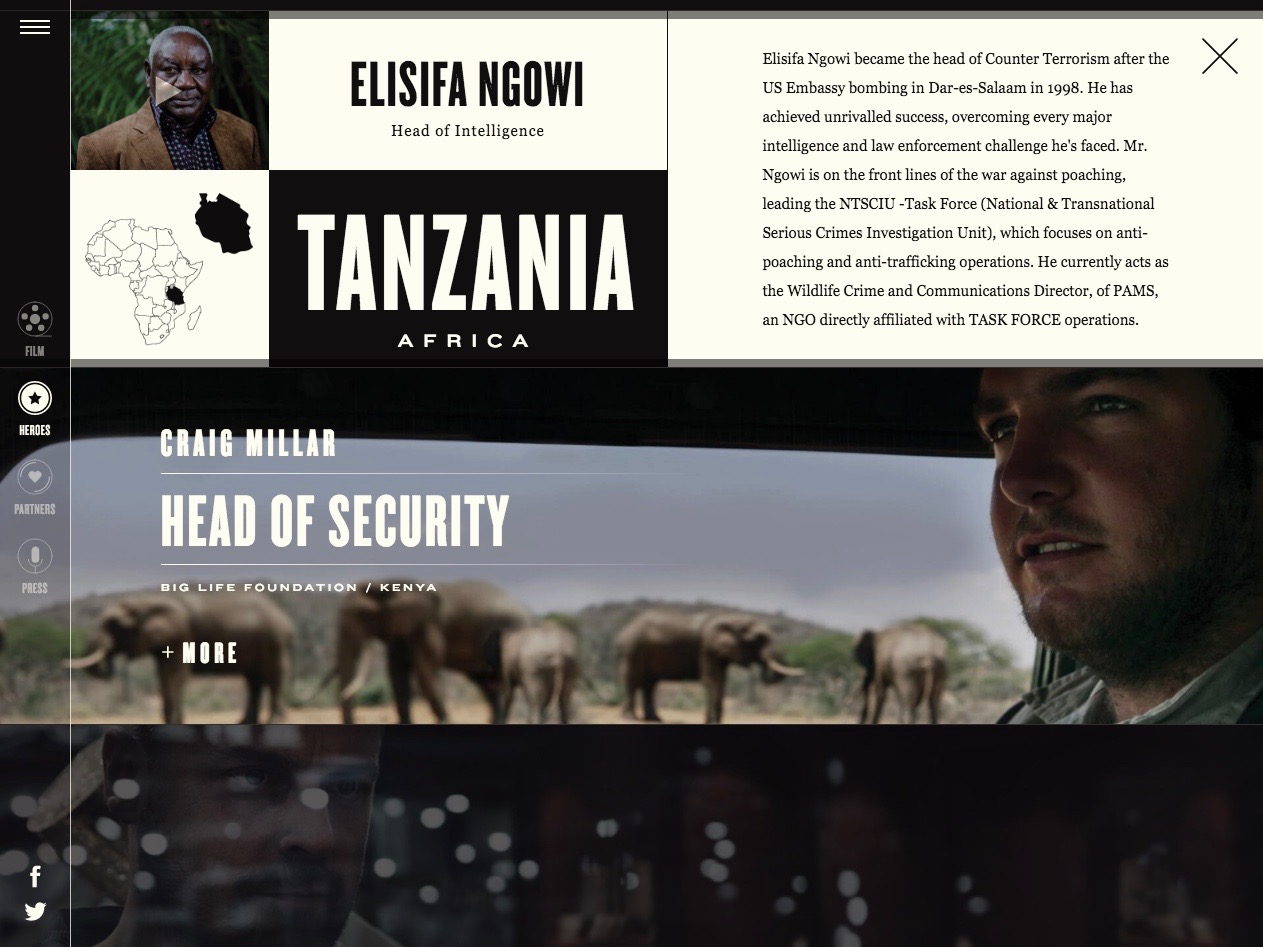 ELISIFA NGOWI
Head of Intelligence
TANZANIA
AFRICA
Elisifa Ngowi became the head of Counter Terrorism after the
US Embassy bombing in Dar-es-Salaam in 1998. He has
achieved unrivalled success, overcoming every major
intelligence and law enforcement challenge he's faced. Mr.
Ngowi is on the front lines of the war against poaching,
leading the NTSCIU -Task Force (National & Transnational
Serious Crimes Investigation Unit), which focuses on anti-
poaching and anti-trafficking operations. He currently acts as
the Wildlife Crime and Communications Director, of PAMS,
an NGO directly affiliated with TASK FORCE operations.
FILM
HEROES
PARTNERS
PRESS
CRAIG MILLAR
HEAD OF SECURITY
BIG LIFE FOUNDATION / KENYA
+ MORE